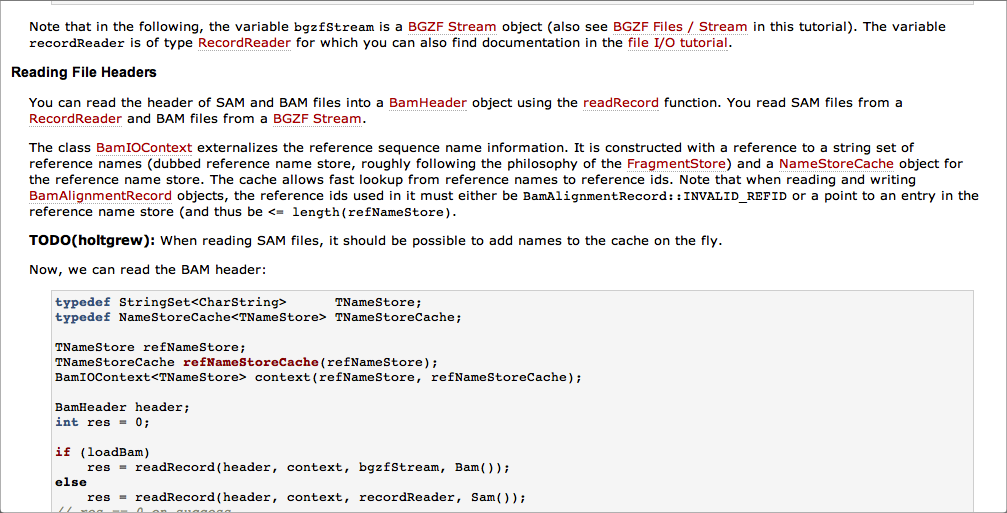 Note that in the following, the variable bgzfStream is a BGZF Stream object (also see BGZF Files / Stream in this tutorial). The variable
recordReader is of type RecordReader for which you can also find documentation in the file I/O tutorial.
Reading File Headers
You can read the header of SAM and BAM files into a BamHeader object using the readRecord function. You read SAM files from a
RecordReader and BAM files from a BGZF Stream.
The class BamIOContext externalizes the reference sequence name information. It is constructed with a reference to a string set of
reference names (dubbed reference name store, roughly following the philosophy of the FragmentStore) and a NameStoreCache object for
the reference name store. The cache allows fast lookup from reference names to reference ids. Note that when reading and writing
BamAlignmentRecord objects, the reference ids used in it must either be BamAlignmentRecord::INVALID_REFID or a point to an entry in the
reference name store (and thus be <= length(refNameStore).
TODO(holtgrew): When reading SAM files, it should be possible to add names to the cache on the fly.
Now, we can read the BAM header:
typedef StringSet<CharString>      TNameStore;
typedef NameStoreCache<TNameStore> TNameStoreCache;
TNameStore refNameStore;
TNameStoreCache refNameStoreCache(refNameStore);
BamIOContext<TNameStore> context(refNameStore, refNameStoreCache);
BamHeader header;
int res = 0;
if (loadBam)
    res = readRecord(header, context, bgzfStream, Bam());
else
    res = readRecord(header, context, recordReader, Sam());
// res == 0 on success